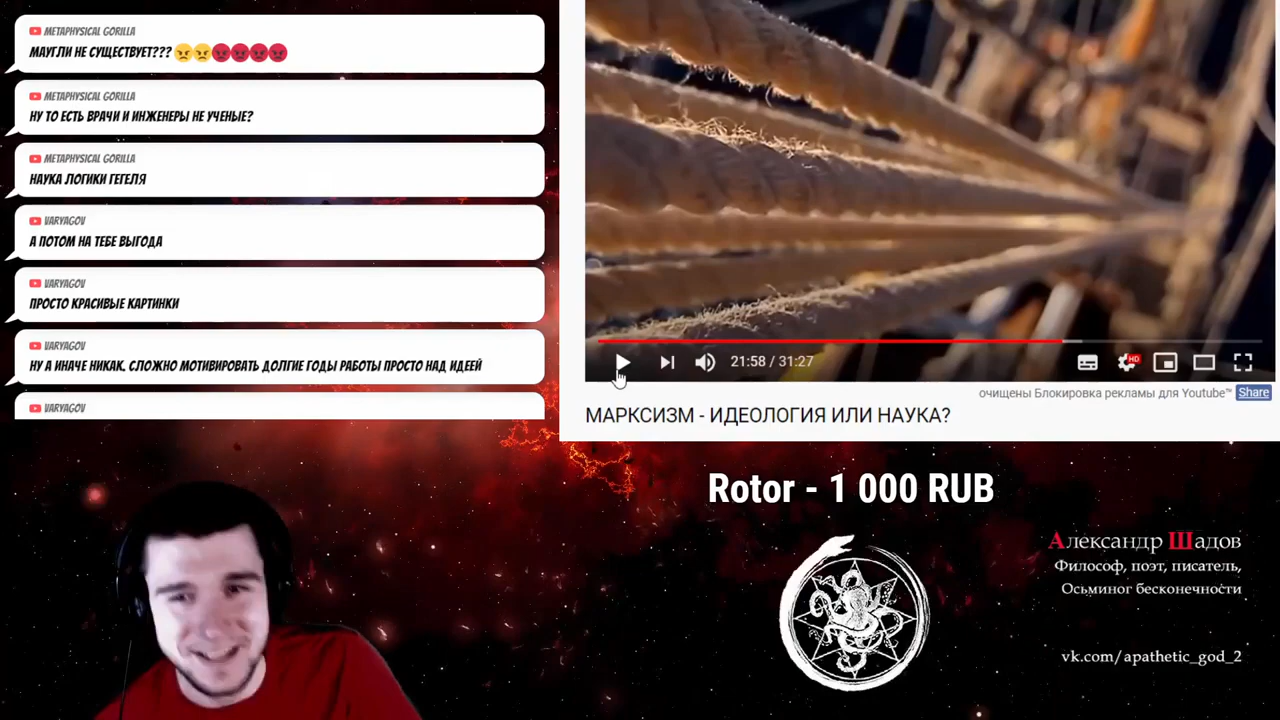 METAPHYSICAL GORILLA
МАУГЛИ НЕ СУЩЕСТВУЕТ???
METAPHYSICAL GORILLA
НУ ТО ЕСТЬ ВРАЧИ И ИНЖЕНЕРЫ НЕ УЧЕНЫЕ?
METAPHYSICAL GORILLA
НАУКА ЛОГИКИ ГЕГЕЛЯ
VARYAGOV
А ПОТОМ НА ТЕБЕ ВЫГОДА
VARYAGOV
ПРОСТО КРАСИВЫЕ КАРТИНКИ
VARYAGOV
НУ А ИНАЧЕ НИКАК. СЛОЖНО МОТИВИРОВАТЬ ДОЛГИЕ ГОДЫ РАБОТЫ ПРОСТО НАД ИДЕЕЙ
VARYAGOV
21:58 / 31:27
HD
очищены Блокировка рекламы для Youtube™ Share
МАРКСИЗМ - ИДЕОЛОГИЯ ИЛИ НАУКА?
Rotor - 1 000 RUB
Александр Шадов
Философ, поэт, писатель,
Осьминог бесконечности
vk.com/apathetic_god_2